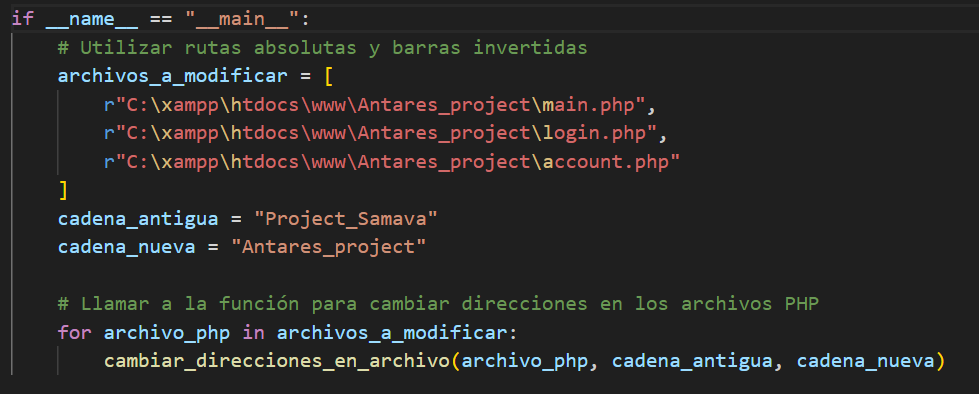 if __name__ == "__main__":
    # Utilizar rutas absolutas y barras invertidas
    archivos_a_modificar = [
        r"C:\xampp\htdocs\www\Antares_project\main.php",
        r"C:\xampp\htdocs\www\Antares_project\login.php",
        r"C:\xampp\htdocs\www\Antares_project\account.php"
    ]
    cadena_antigua = "Project_Samava"
    cadena_nueva = "Antares_project"

    # Llamar a la función para cambiar direcciones en los archivos PHP
    for archivo_php in archivos_a_modificar:
        cambiar_direcciones_en_archivo(archivo_php, cadena_antigua, cadena_nueva)